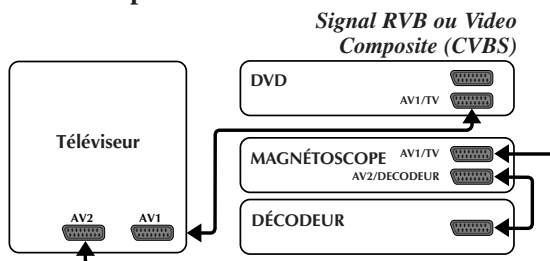 Signal RVB ou Video
Composite (CVBS)
DVD
AV1/TV
Téléviseur
MAGNÉTOSCOPE AV1/TV
AV2/DECODEUR
AV2 AV1
DÉCODEUR